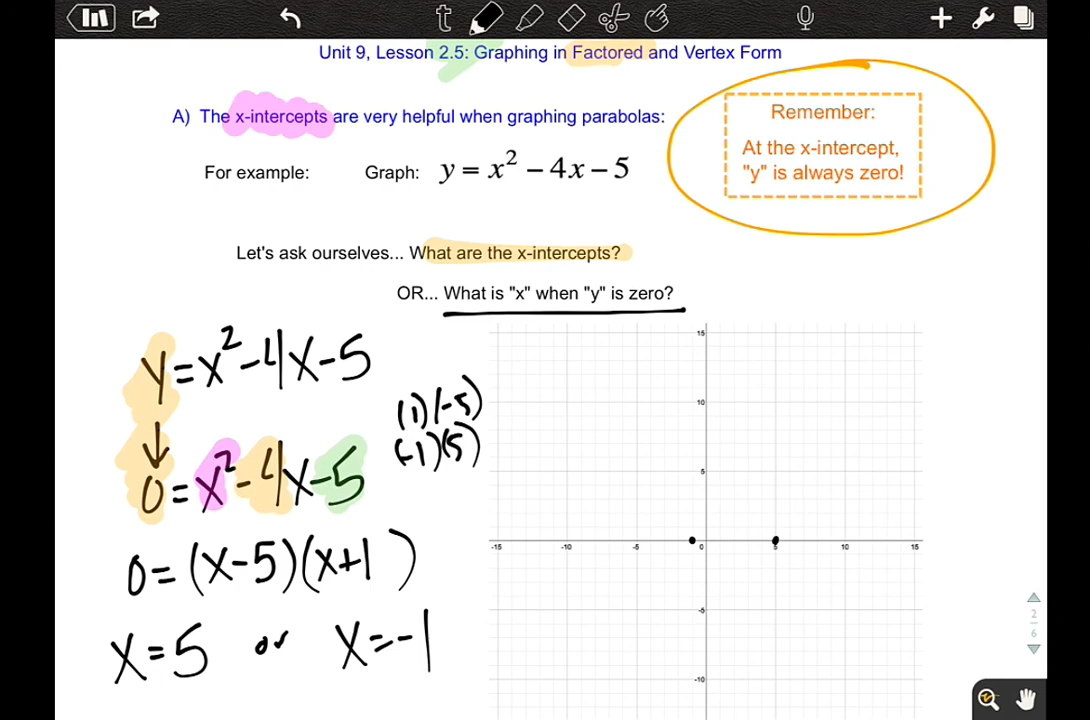 t
Unit 9, Lesson 2.5: Graphing in Factored and Vertex Form
A) The x-intercepts are very helpful when graphing parabolas:
Remember:
At the x-intercept,
"y" is always zero!
For example: Graph: y = x² − 4x − 5
Let's ask ourselves... What are the x-intercepts?
OR... What is "x" when "y" is zero?
y=x²-4x-5
(1)(-5)
(-1)(5)
0=x²-4x-5
0=(x-5)(x+1)
x=5 or x=-1
15
10
5
-15 -10 -5 0 5 10 15
-5
-10
2
6